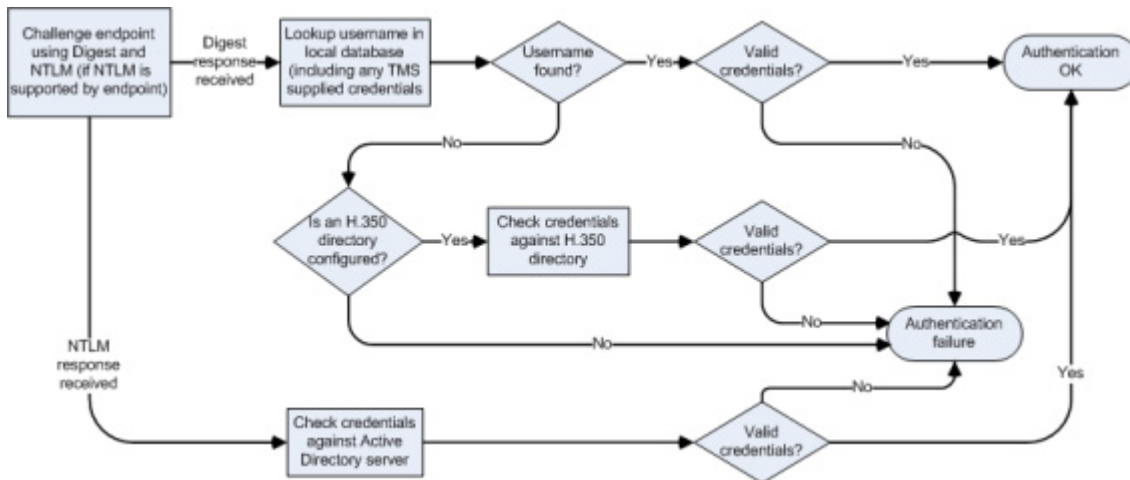 Challenge endpoint
using Digest and
NTLM (if NTLM is
supported by endpoint)
Digest
response
received
Lookup username in
local database
(including any TMS
supplied credentials
Username
found?
Yes
Valid
credentials?
Yes
Authentication
OK
No
No
Is an H.350
directory
configured?
Yes
Check credentials
against H.350
directory
Valid
credentials?
Yes
No
No
Authentication
failure
NTLM
response
received
Check credentials
against Active
Directory server
Valid
credentials?
No
Yes